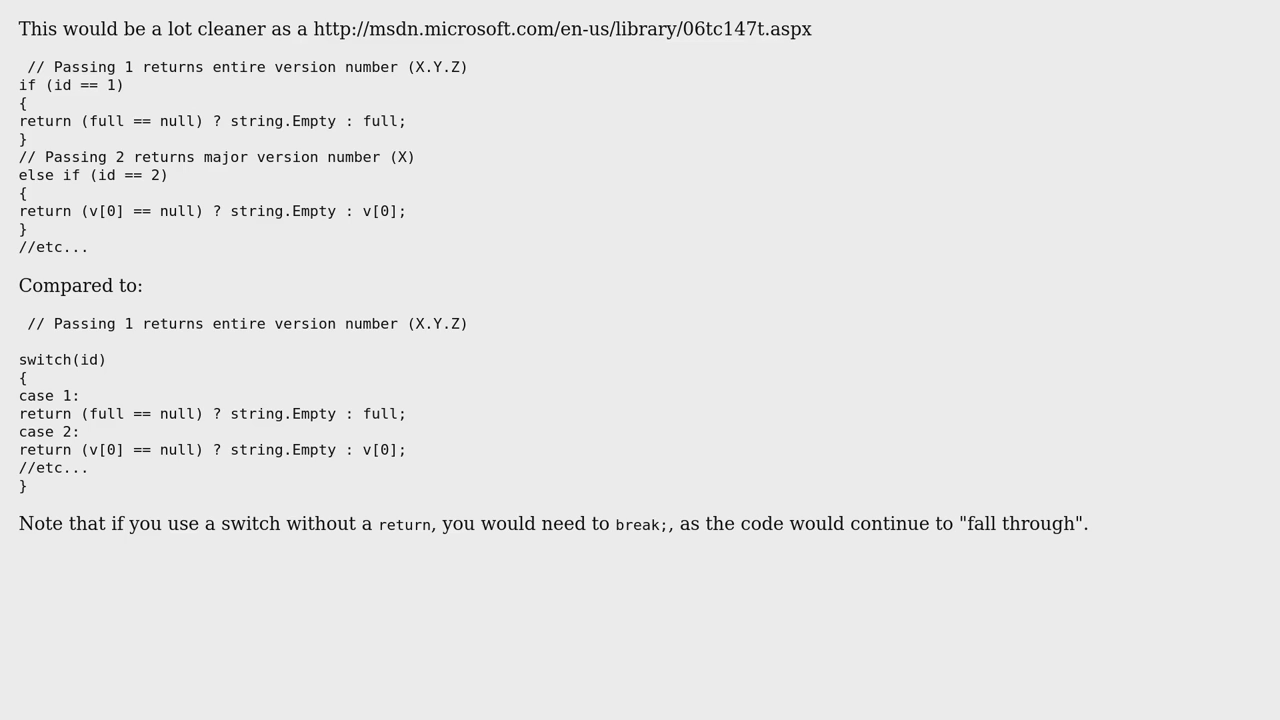 This would be a lot cleaner as a http://msdn.microsoft.com/en-us/library/06tc147t.aspx
// Passing 1 returns entire version number (X.Y.Z)
if (id == 1)
{
return (full == null) ? string.Empty : full;
}
// Passing 2 returns major version number (X)
else if (id == 2)
{
return (v[0] == null) ? string.Empty : v[0];
}
//etc...
Compared to:
// Passing 1 returns entire version number (X.Y.Z)
switch(id)
{
case 1:
return (full == null) ? string.Empty : full;
case 2:
return (v[0] == null) ? string.Empty : v[0];
//etc...
}
Note that if you use a switch without a return, you would need to break;, as the code would continue to "fall through".